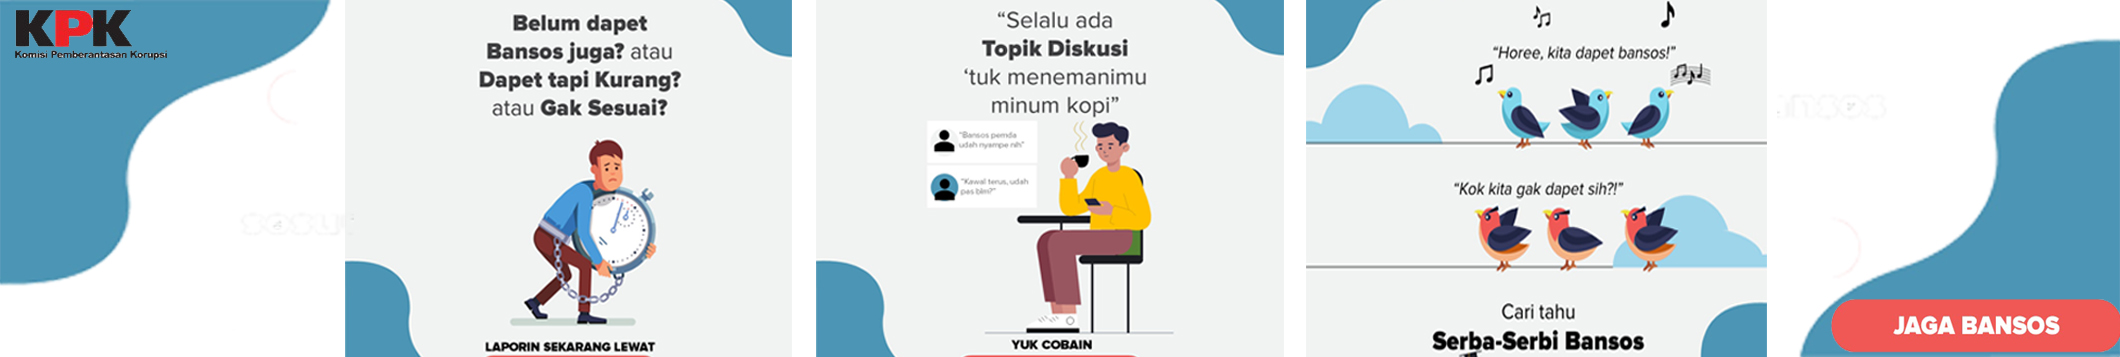 KPK
Komisi Pemberantasan Korupsi
Belum dapet
Bansos juga? atau
Dapet tapi Kurang?
atau Gak Sesuai?
LAPORIN SEKARANG LEWAT
“Selalu ada
Topik Diskusi
‘tuk menemanimu
minum kopi”
“Bansos pemda
udah nyampe nih”
“Kawal terus, udah
pas blm?”
YUK COBAIN
“Horee, kita dapet bansos!”
“Kok kita gak dapet sih?!”
Cari tahu
Serba-Serbi Bansos
JAGA BANSOS